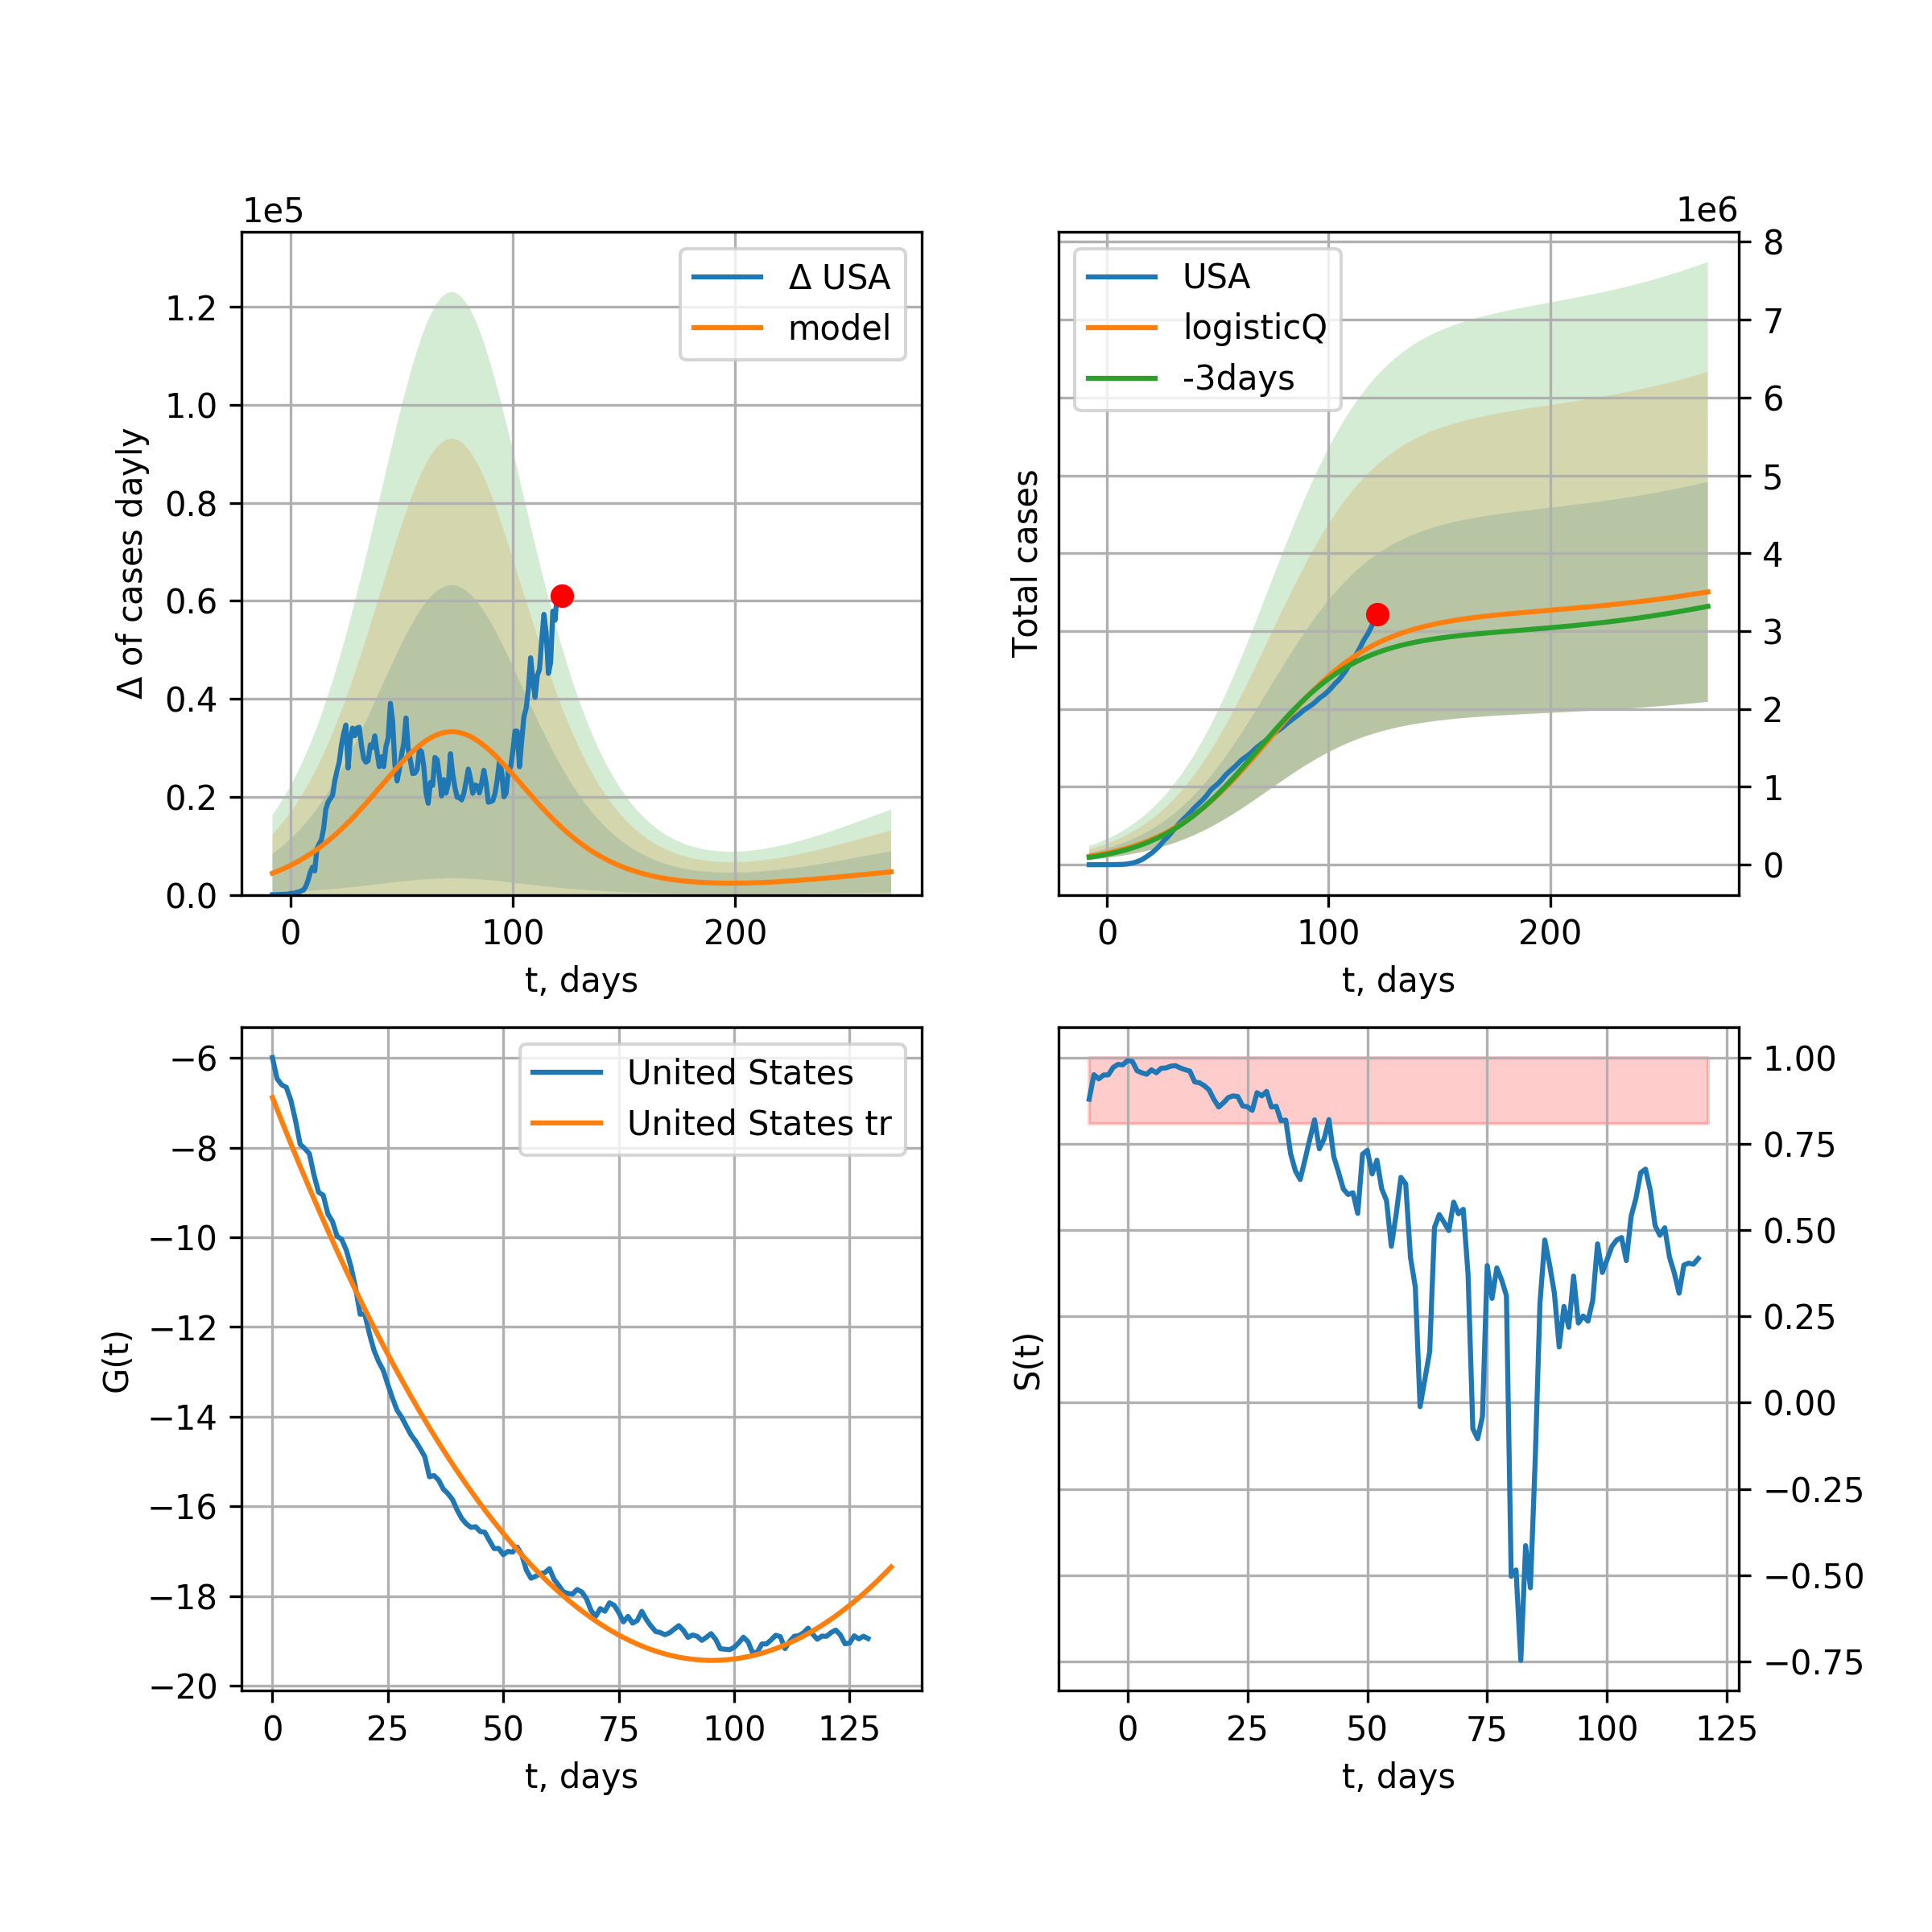 1e5
Δ USA
model
1.2
1.0
0.8
0.6
0.4
0.2
0.0
Δ of cases dayly
0 100 200
t, days
1e6
USA
logisticQ
-3days
8
7
6
5
4
3
2
1
0
Total cases
0 100 200
t, days
United States
United States tr
−6
−8
−10
−12
−14
−16
−18
−20
G(t)
0 25 50 75 100 125
t, days
1.00
0.75
0.50
0.25
0.00
−0.25
−0.50
−0.75
S(t)
0 25 50 75 100 125
t, days